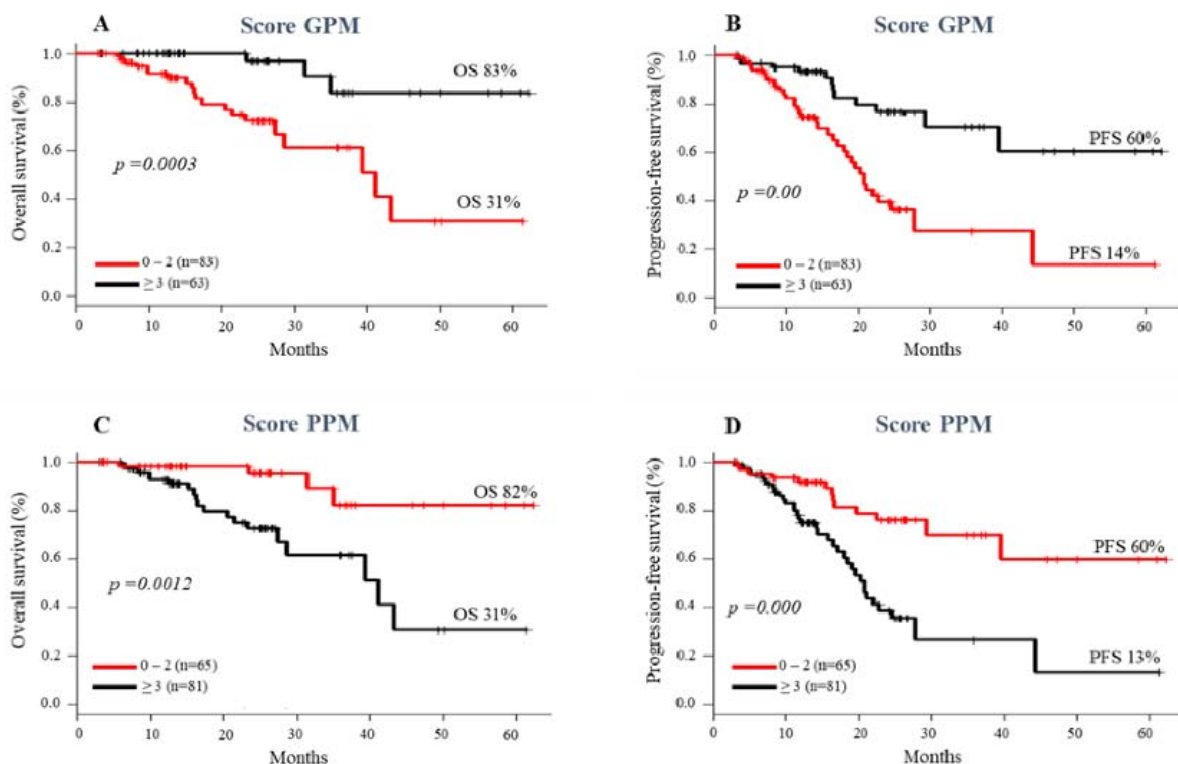 A
Score GPM
Overall survival (%)
1.0
0.8
0.6
0.4
0.2
0.0
OS 83%
p =0.0003
OS 31%
0 – 2 (n=83)
≥ 3 (n=63)
0 10 20 30 40 50 60
Months
B
Score GPM
Progression-free survival (%)
1.0
0.8
0.6
0.4
0.2
0.0
PFS 60%
p =0.00
PFS 14%
0 – 2 (n=83)
≥ 3 (n=63)
0 10 20 30 40 50 60
Months
C
Score PPM
Overall survival (%)
1.0
0.8
0.6
0.4
0.2
0.0
OS 82%
p =0.0012
OS 31%
0 – 2 (n=65)
≥ 3 (n=81)
0 10 20 30 40 50 60
Months
D
Score PPM
Progression-free survival (%)
1.0
0.8
0.6
0.4
0.2
0.0
PFS 60%
p =0.000
PFS 13%
0 – 2 (n=65)
≥ 3 (n=81)
0 10 20 30 40 50 60
Months